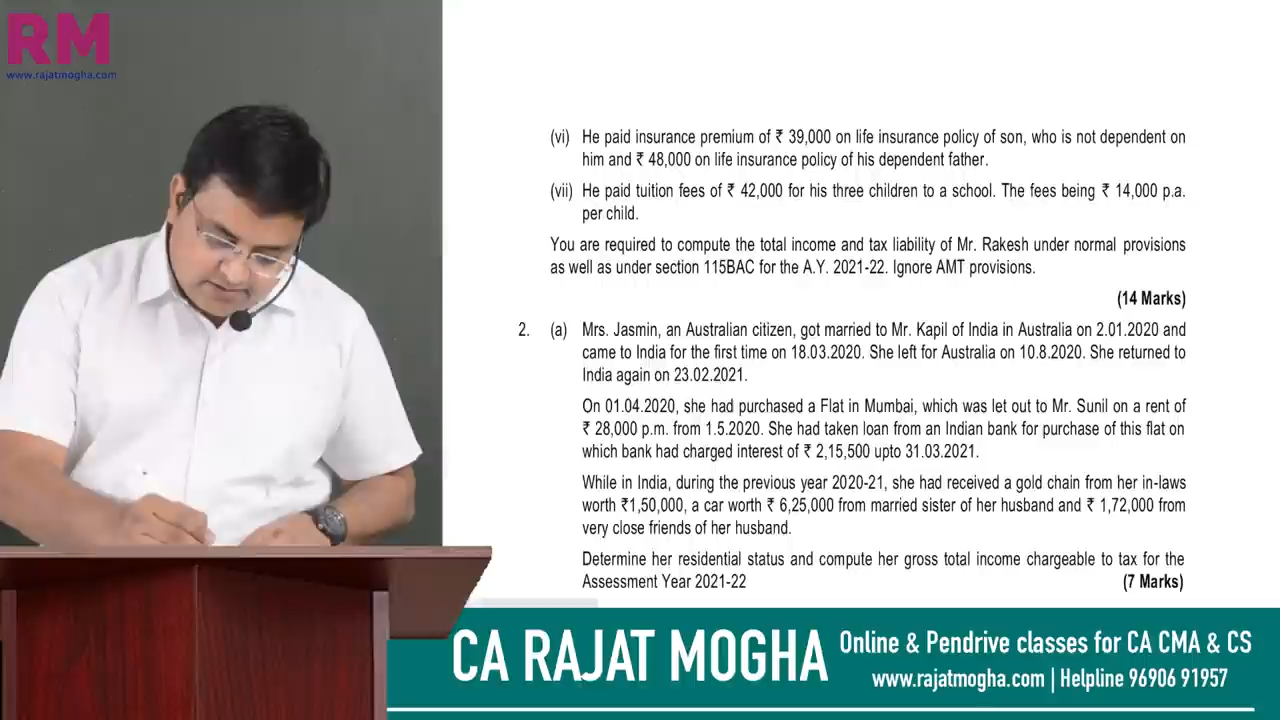 RM
www.rajatmogha.com
(vi) He paid insurance premium of ₹ 39,000 on life insurance policy of son, who is not dependent on
him and ₹ 48,000 on life insurance policy of his dependent father.
(vii) He paid tuition fees of ₹ 42,000 for his three children to a school. The fees being ₹ 14,000 p.a.
per child.
You are required to compute the total income and tax liability of Mr. Rakesh under normal provisions
as well as under section 115BAC for the A.Y. 2021-22. Ignore AMT provisions.
(14 Marks)
2. (a) Mrs. Jasmin, an Australian citizen, got married to Mr. Kapil of India in Australia on 2.01.2020 and
came to India for the first time on 18.03.2020. She left for Australia on 10.8.2020. She returned to
India again on 23.02.2021.
On 01.04.2020, she had purchased a Flat in Mumbai, which was let out to Mr. Sunil on a rent of
₹ 28,000 p.m. from 1.5.2020. She had taken loan from an Indian bank for purchase of this flat on
which bank had charged interest of ₹ 2,15,500 upto 31.03.2021.
While in India, during the previous year 2020-21, she had received a gold chain from her in-laws
worth ₹1,50,000, a car worth ₹ 6,25,000 from married sister of her husband and ₹ 1,72,000 from
very close friends of her husband.
Determine her residential status and compute her gross total income chargeable to tax for the
Assessment Year 2021-22 (7 Marks)
CA RAJAT MOGHA
Online & Pendrive classes for CA CMA & CS
www.rajatmogha.com | Helpline 96906 91957